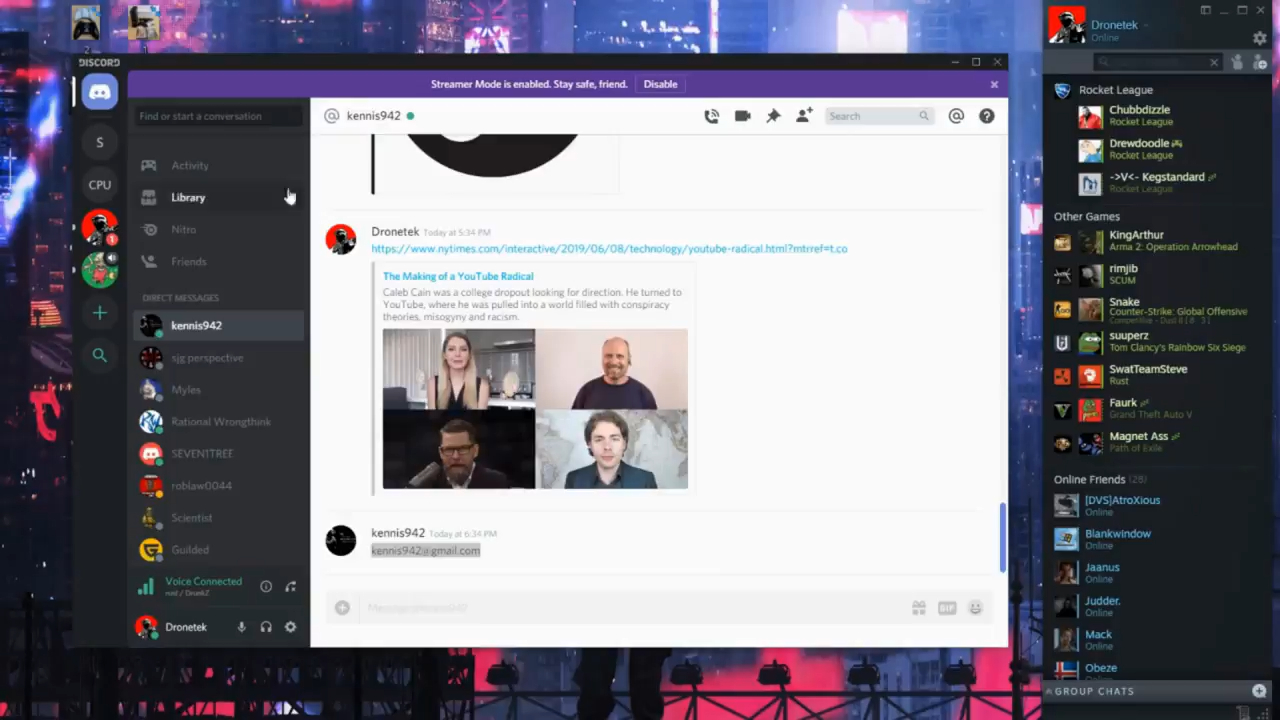 2
1
DISCORD
Streamer Mode is enabled. Stay safe, friend. Disable
Find or start a conversation
S
CPU
1
Activity
Library
Nitro
Friends
DIRECT MESSAGES
kennis942
sjg perspective
Myles
Rational Wrongthink
SEVEN1TREE
roblaw0044
Scientist
Guilded
Voice Connected
Dronetek
@ kennis942
Search
Dronetek Today at 5:34 PM
https://www.nytimes.com/interactive/2019/06/08/technology/youtube-radical.html?mtrref=t.co
The Making of a YouTube Radical
Caleb Cain was a college dropout looking for direction. He turned to
YouTube, where he was pulled into a world filled with conspiracy
theories, misogyny and racism.
kennis942 Today at 6:34 PM
kennis942@gmail.com
GIF
Dronetek
Online
Rocket League
Chubbdizzle
Rocket League
Drewdoodle
Rocket League
->V<- Kegstandard
Rocket League
Other Games
KingArthur
Arma 2: Operation Arrowhead
rimjib
SCUM
Snake
Counter-Strike: Global Offensive
suuperz
Tom Clancy's Rainbow Six Siege
SwatTeamSteve
Rust
Faurk
Grand Theft Auto V
Magnet Ass
Path of Exile
Online Friends (28)
[DVS]AtroXious
Online
Blankwindow
Online
Jaanus
Online
Judder.
Online
Mack
Online
Obeze
Online
GROUP CHATS